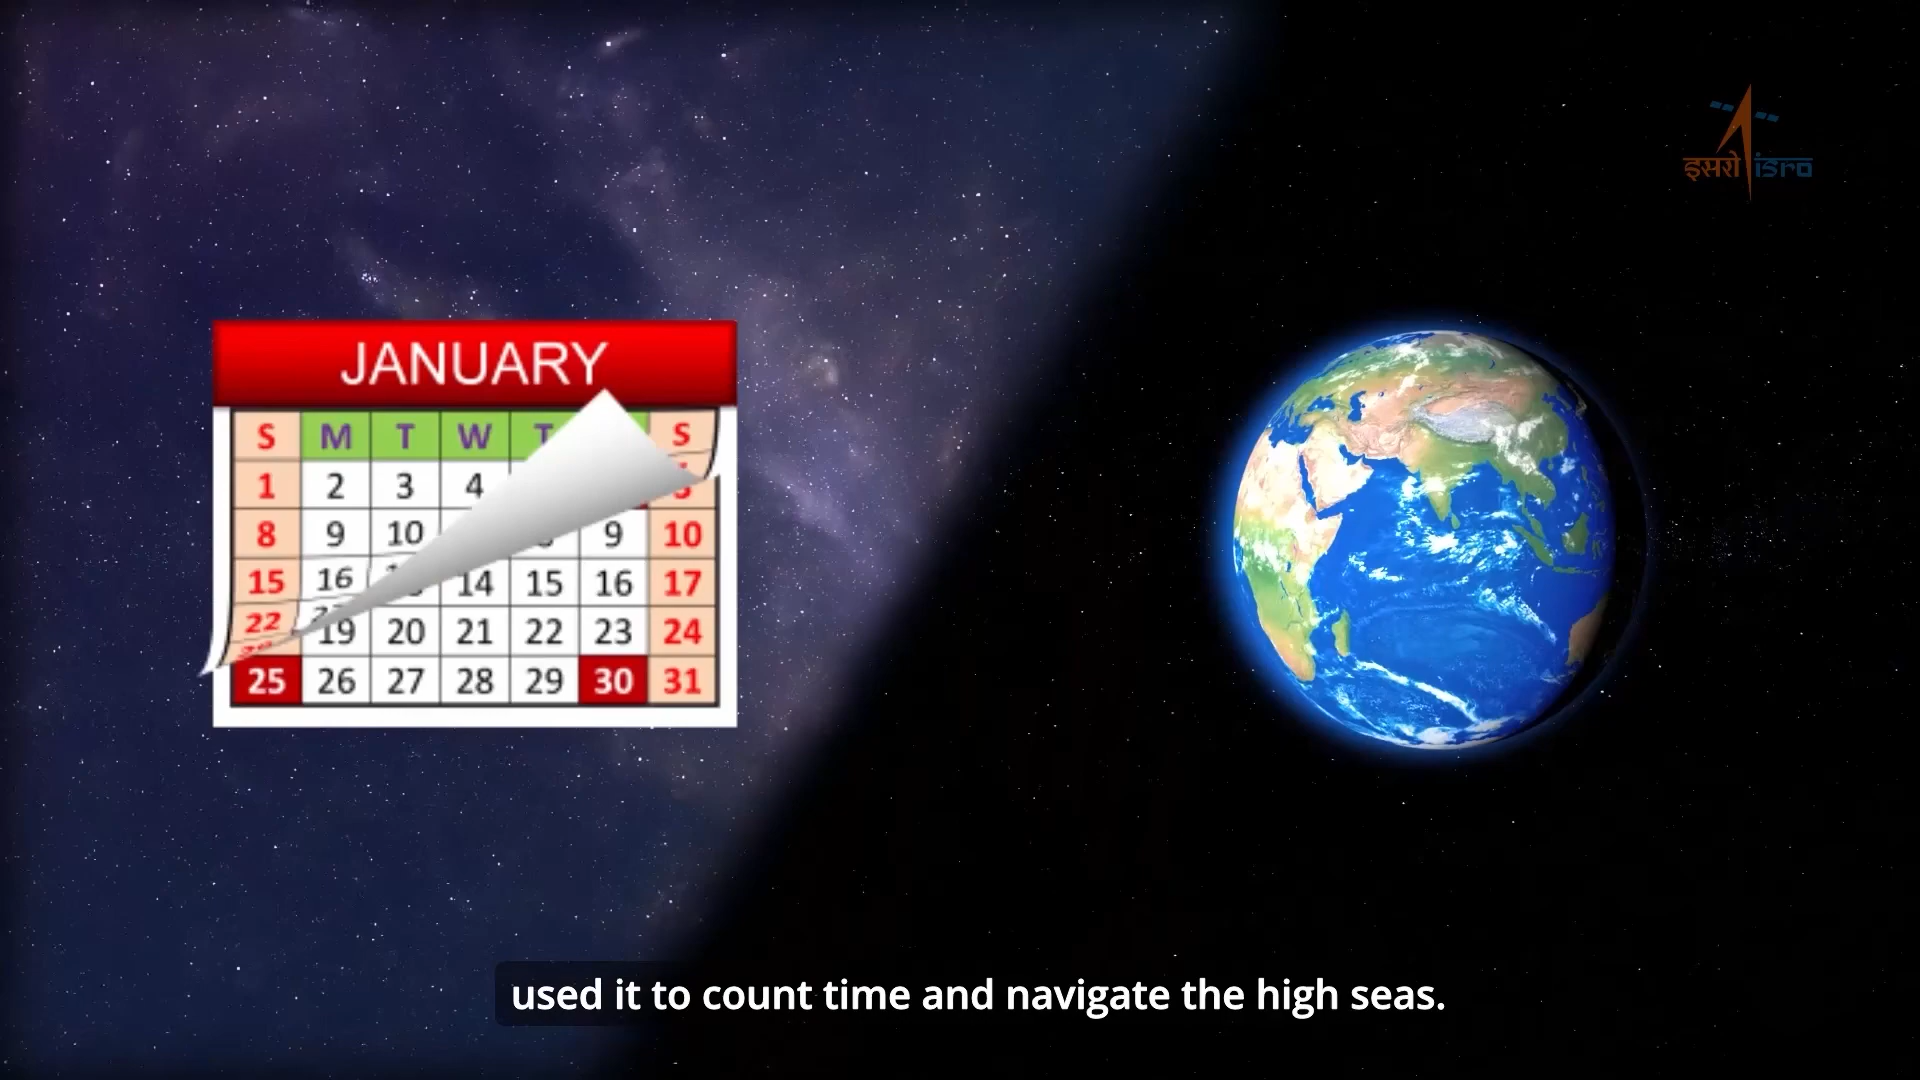 इसरो isro
JANUARY
S M T W T S
1 2 3 4
8 9 10 9 10
15 16 14 15 16 17
22 19 20 21 22 23 24
25 26 27 28 29 30 31
used it to count time and navigate the high seas.